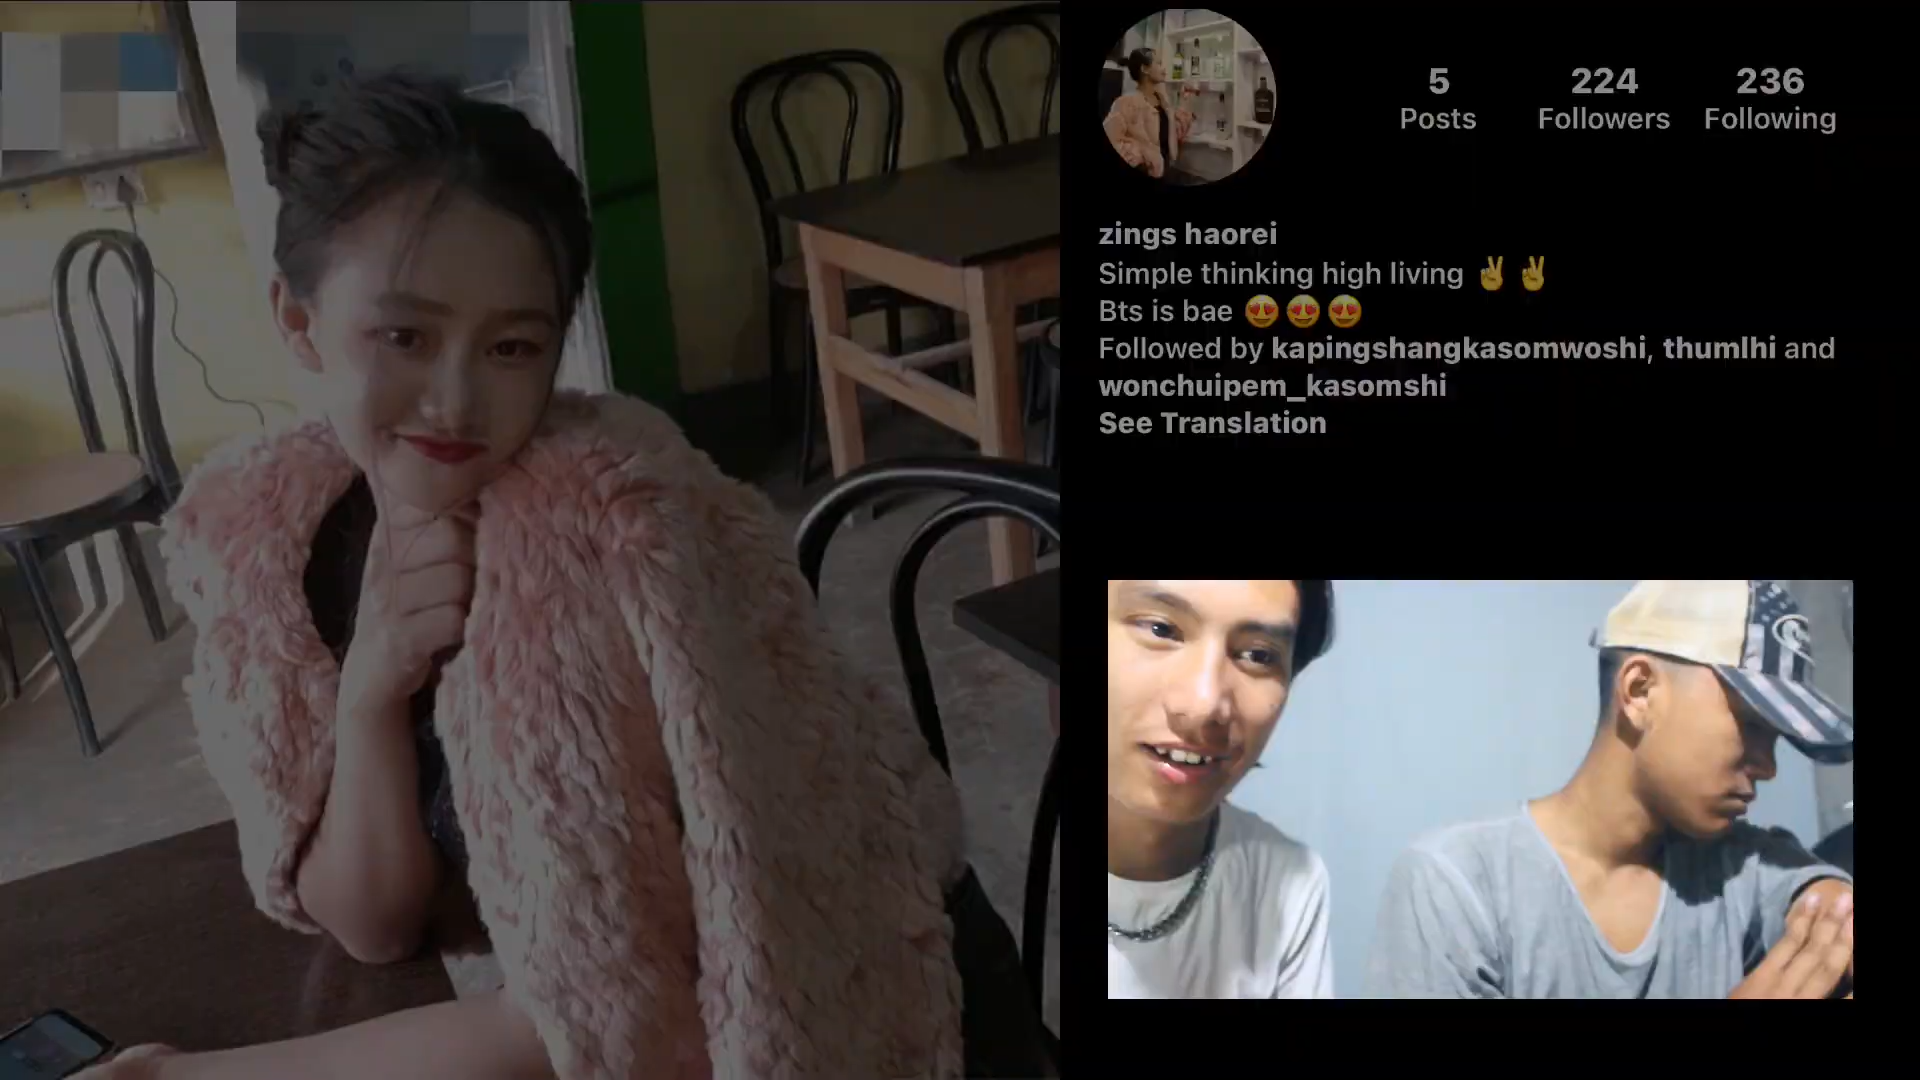 5 224 236
Posts Followers Following
zings haorei
Simple thinking high living ✌️ ✌️
Bts is bae 😍😍😍
Followed by kapingshangkasomwoshi, thumlhi and
wonchuipem_kasomshi
See Translation